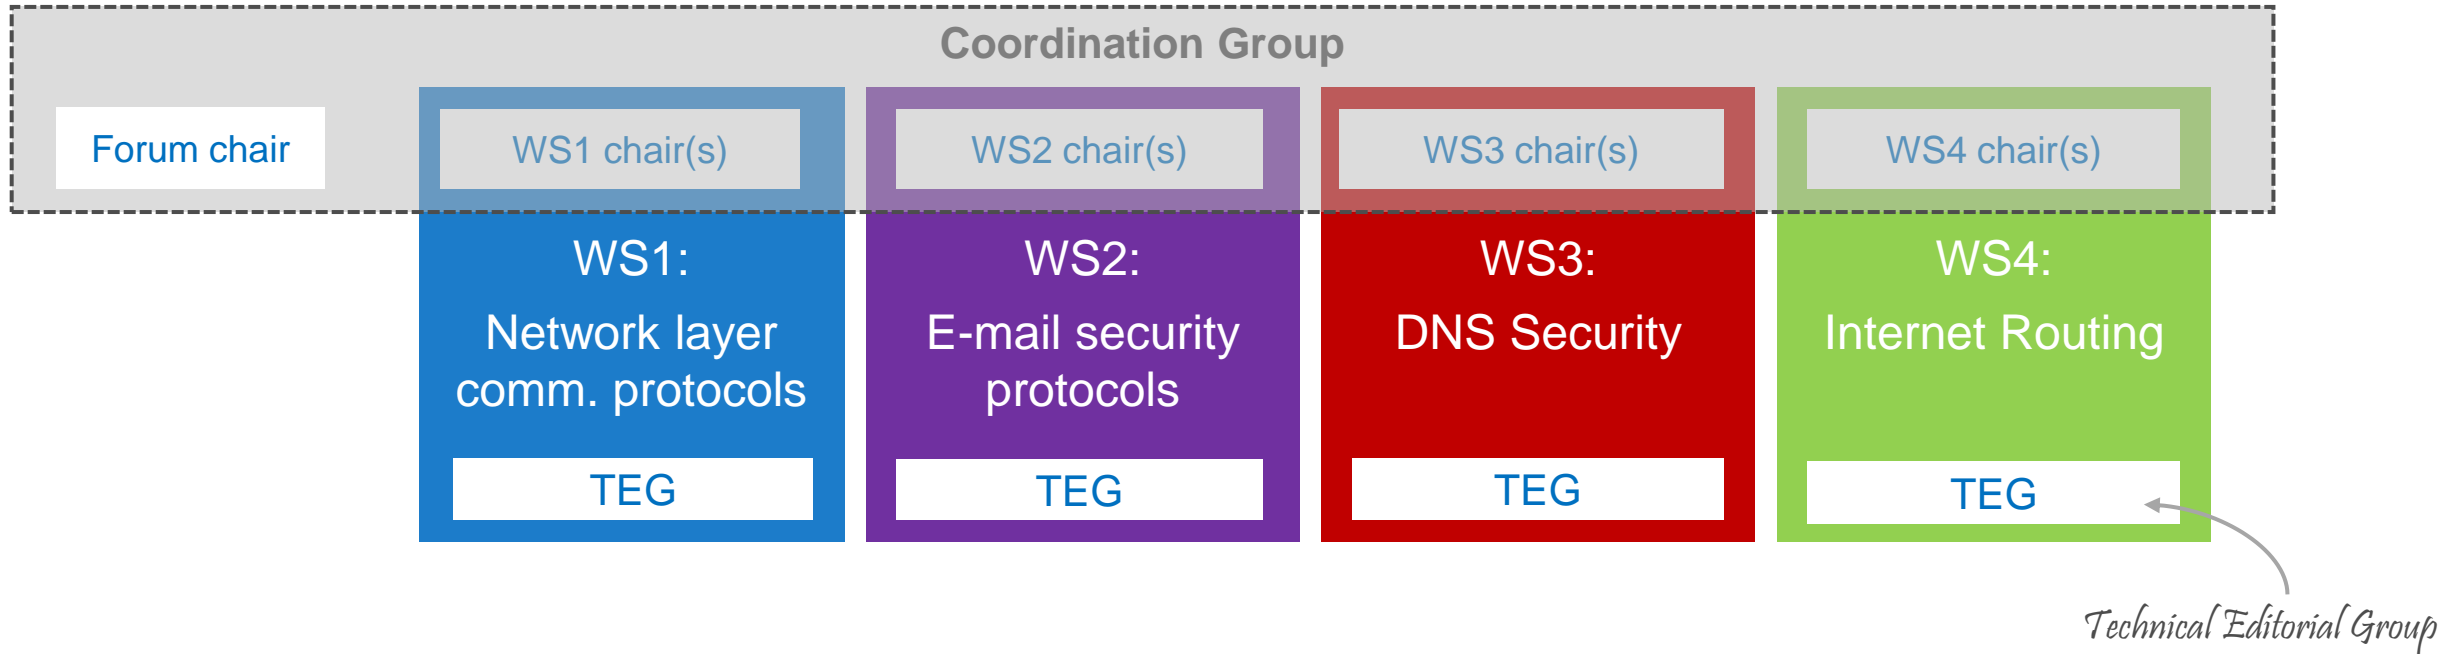 Coordination Group
Forum chair
WS1 chair(s)
WS2 chair(s)
WS3 chair(s)
WS4 chair(s)
WS1:
Network layer
comm. protocols
TEG
WS2:
E-mail security
protocols
TEG
WS3:
DNS Security
TEG
WS4:
Internet Routing
TEG
Technical Editorial Group